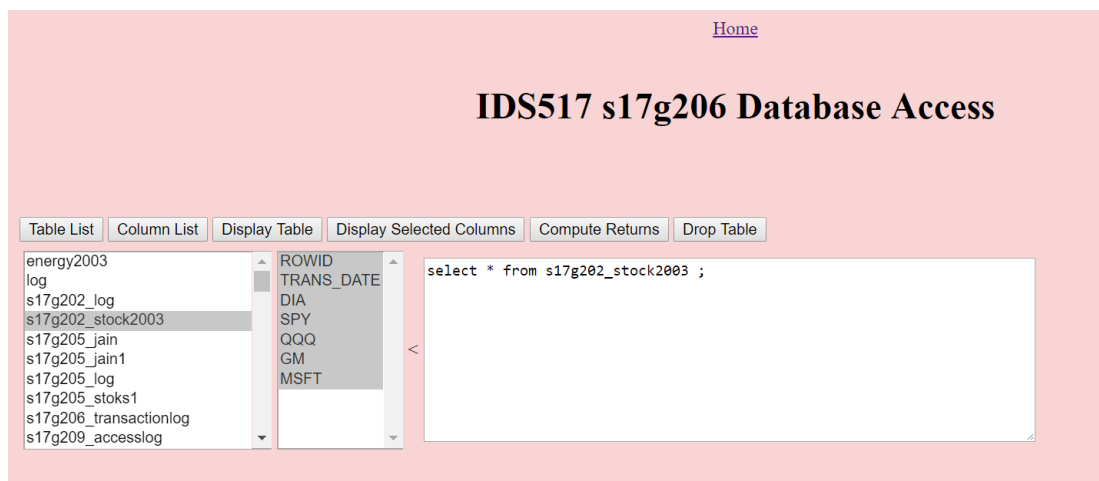 Home
IDS517 s17g206 Database Access
Table List Column List Display Table Display Selected Columns Compute Returns Drop Table
energy2003
log
s17g202_log
s17g202_stock2003
s17g205_jain
s17g205_jain1
s17g205_log
s17g205_stoks1
s17g206_transactionlog
s17g209_accesslog
ROWID
TRANS_DATE
DIA
SPY
QQQ
GM
MSFT
<
select * from s17g202_stock2003 ;